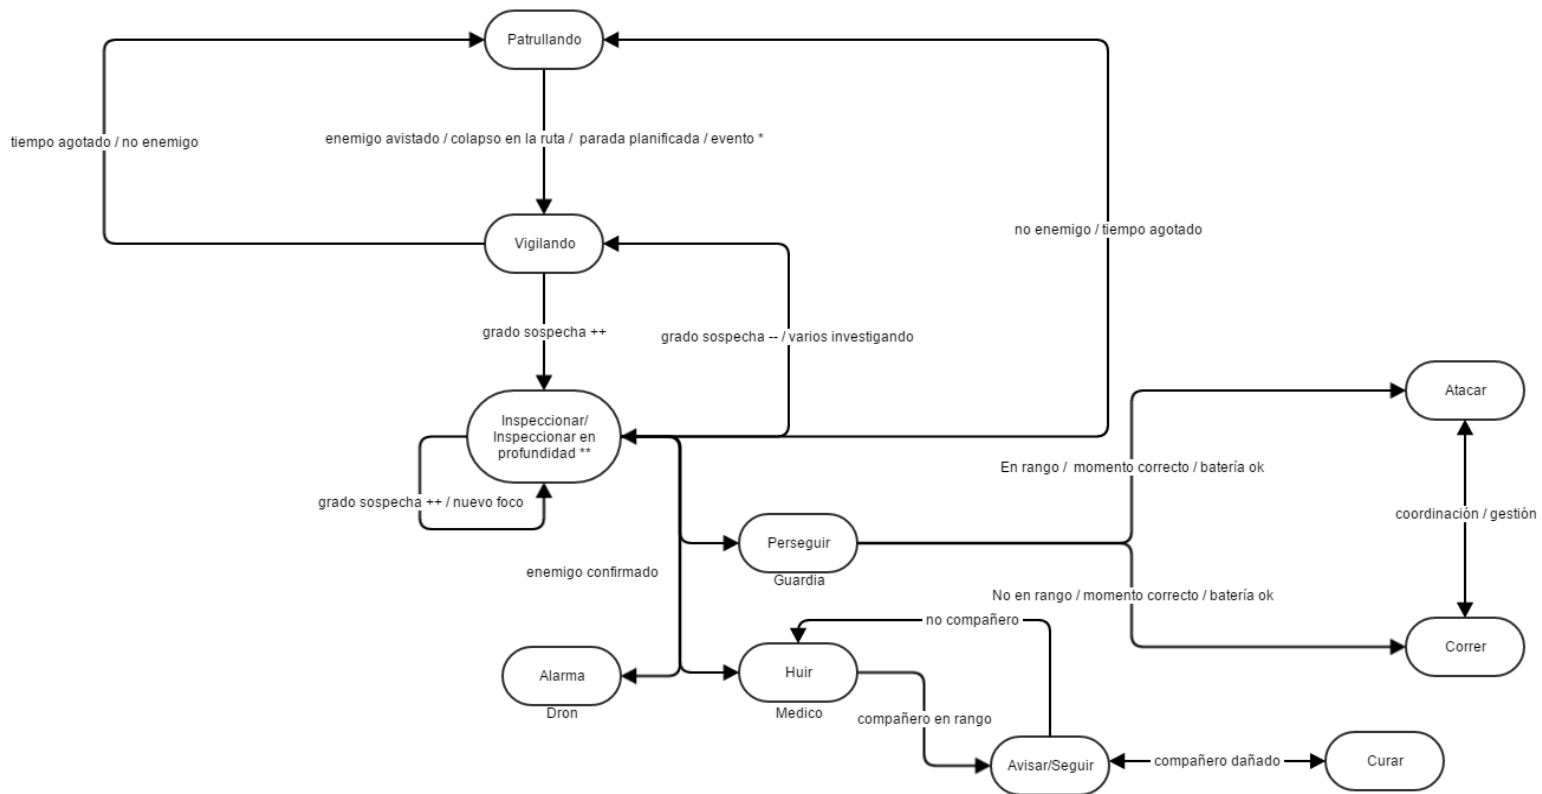 Patrullando
enemigo avistado / colapso en la ruta / parada planificada / evento *
tiempo agotado / no enemigo
no enemigo / tiempo agotado
Vigilando
grado sospecha ++
grado sospecha -- / varios investigando
Inspeccionar/
Inspeccionar en
profundidad **
grado sospecha ++ / nuevo foco
Atacar
En rango / momento correcto / batería ok
coordinación / gestión
Perseguir
Guardia
enemigo confirmado
No en rango / momento correcto / batería ok
Correr
no compañero
Alarma
Dron
Huir
Medico
compañero en rango
Avisar/Seguir
compañero dañado
Curar